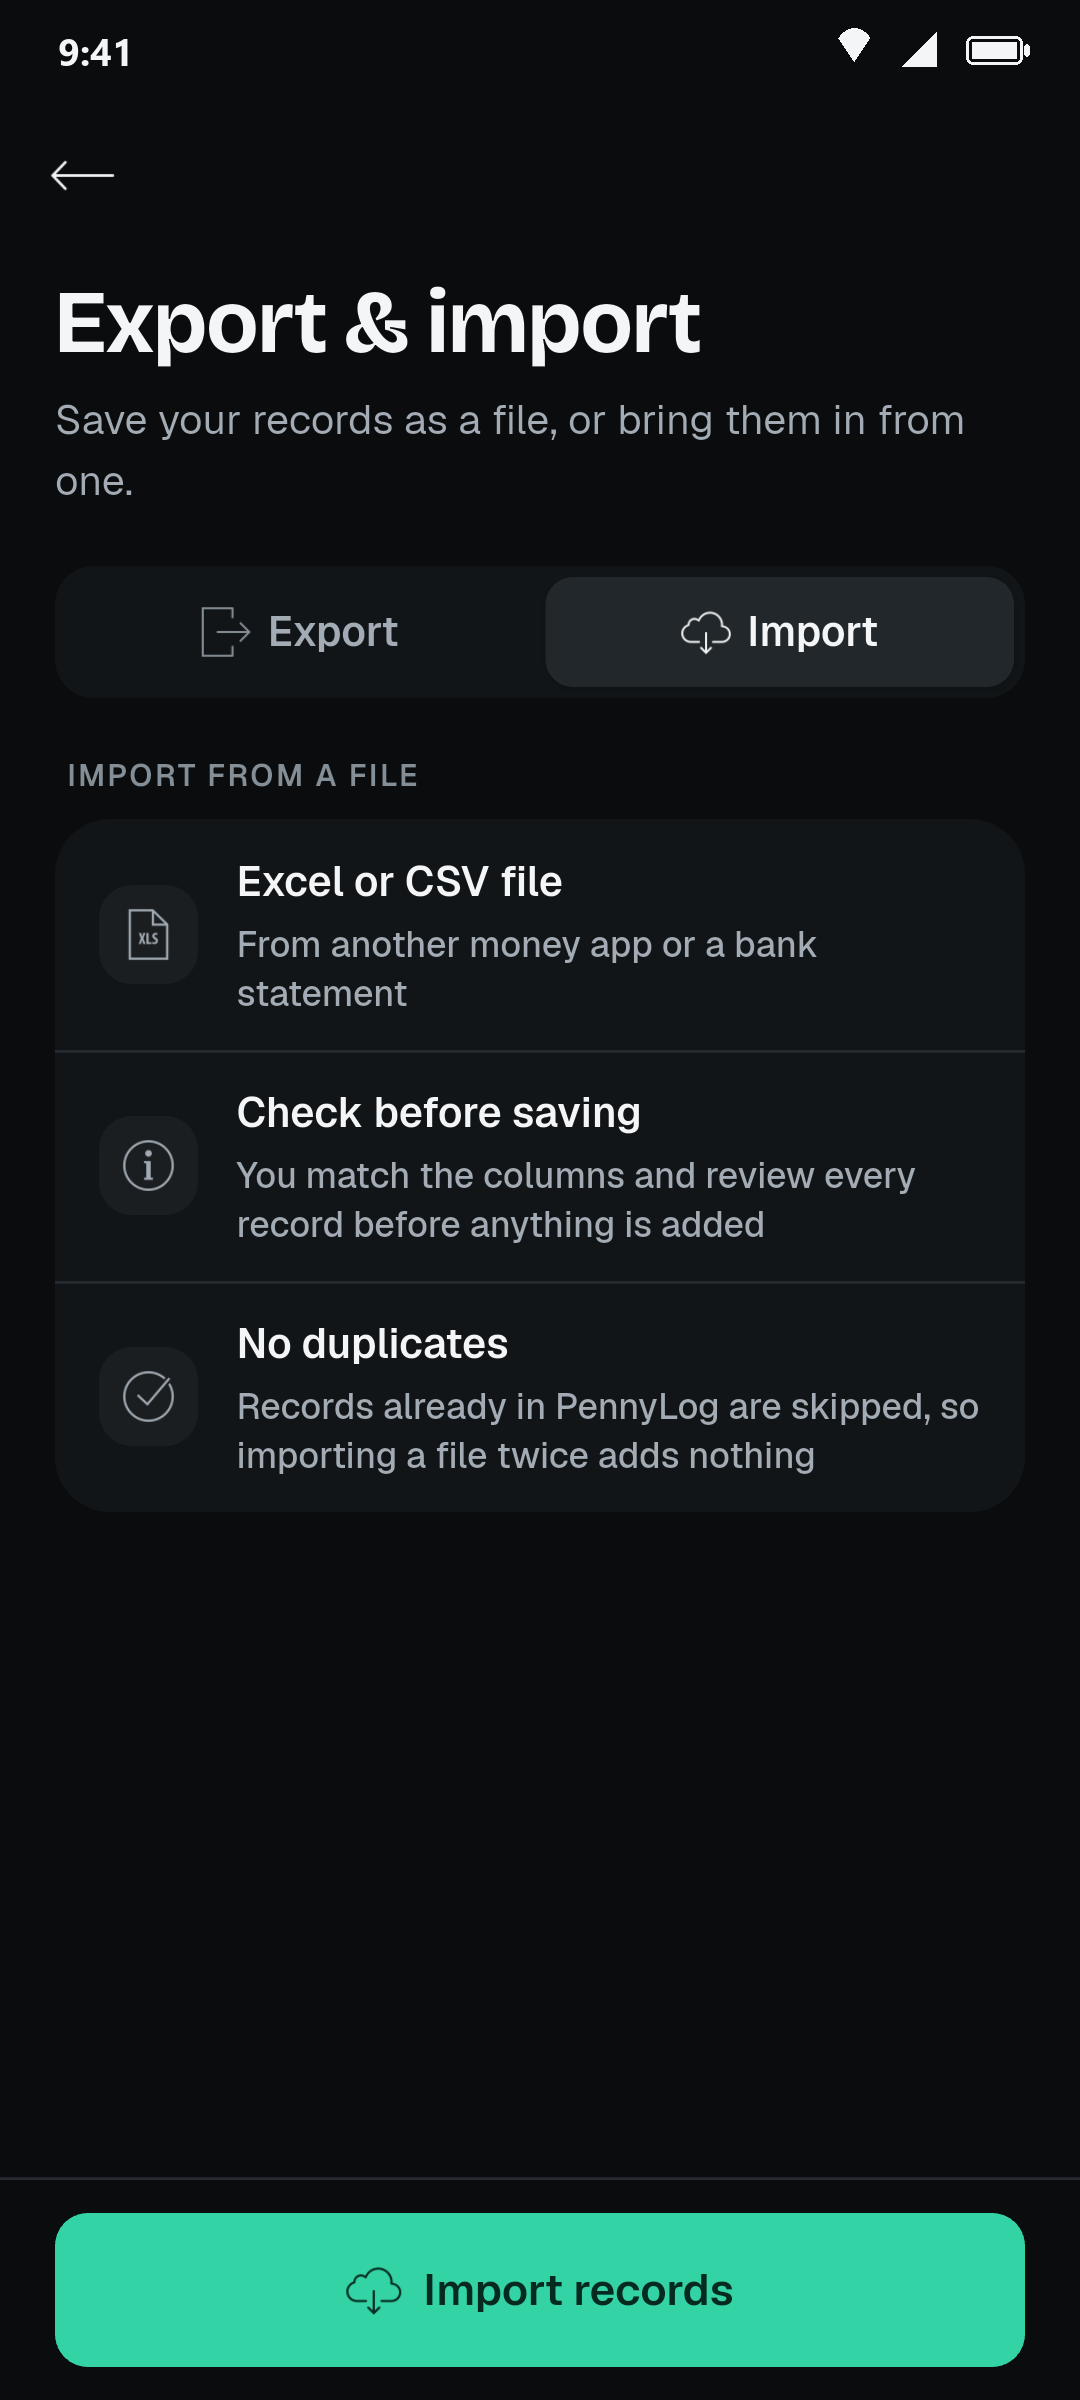 9:41
Export & import
Save your records as a file, or bring them in from
one.
Export
Import
IMPORT FROM A FILE
XLS
Excel or CSV file
From another money app or a bank
statement
Check before saving
You match the columns and review every
record before anything is added
No duplicates
Records already in PennyLog are skipped, so
importing a file twice adds nothing
Import records